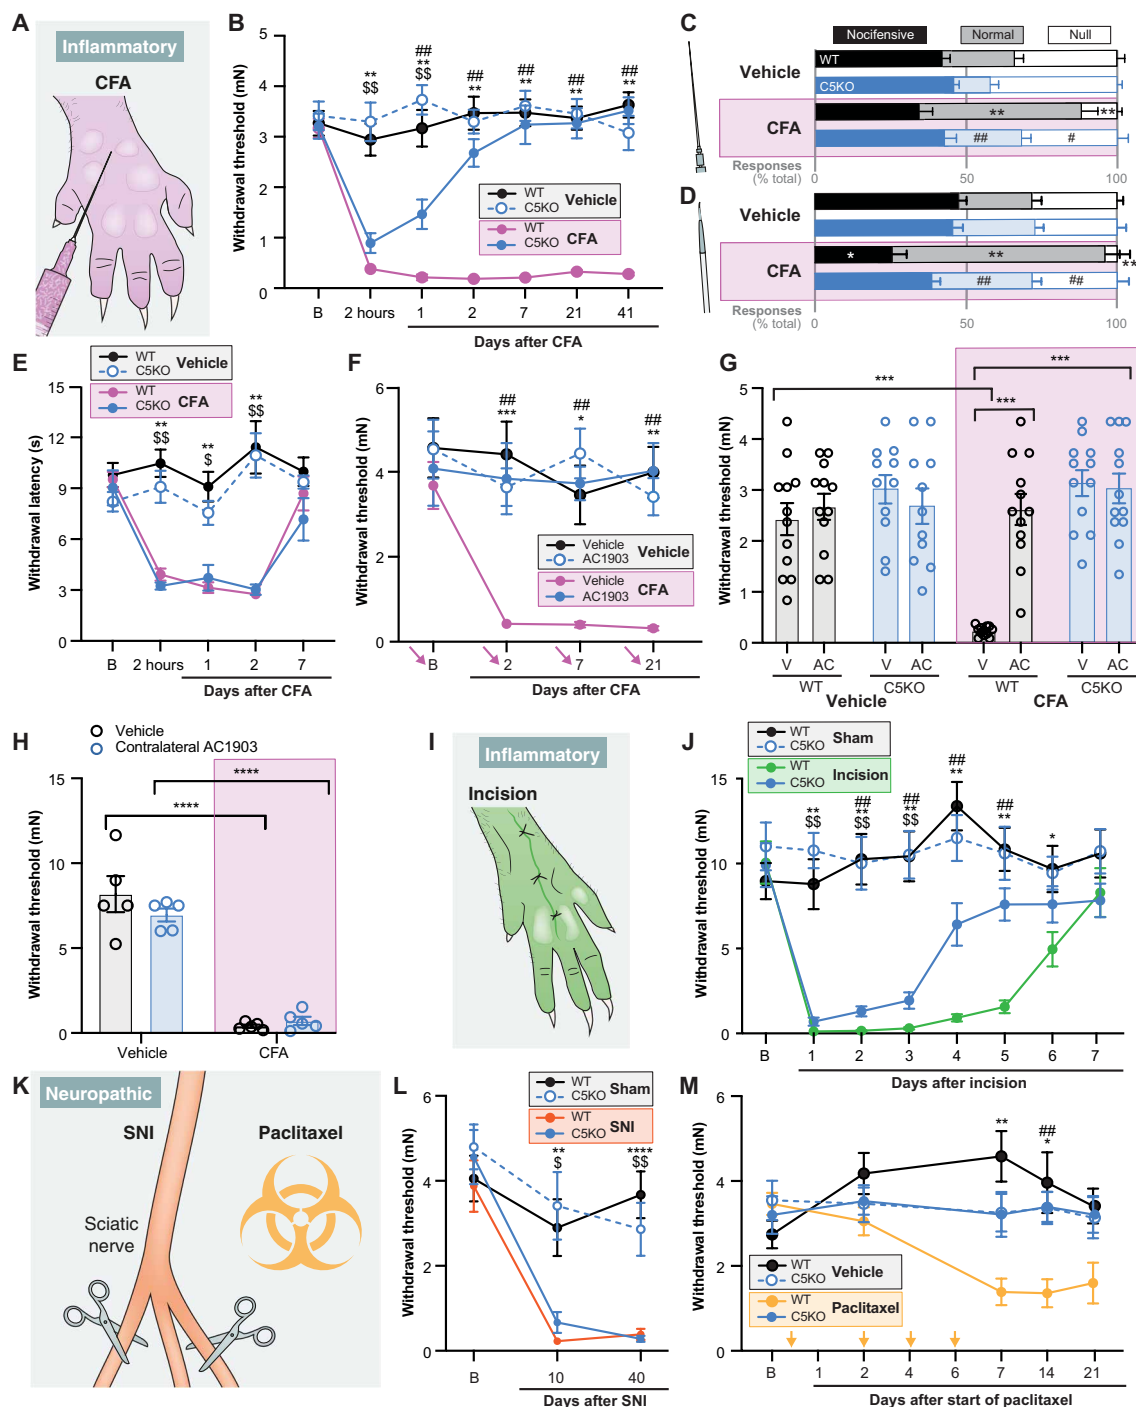 A
Inflammatory
CFA
B
Withdrawal threshold (mN)
5
4
3
2
1
0
##
** ** ## ## ## ##
$$ $$ ** ** ** **
WT
C5KO
Vehicle
WT
C5KO
CFA
B 2 hours 1 2 7 21 41
Days after CFA
C
Nocifensive Normal Null
Vehicle
WT
C5KO
CFA
** **
## #
Responses
(% total)
0 50 100
D
Vehicle
CFA
* ** **
## ##
Responses
(% total)
0 50 100
E
WT
C5KO
Vehicle
WT
C5KO
CFA
Withdrawal latency (s)
15
12
9
6
3
0
** ** **
$$ $ $$
B 2 hours 1 2 7
Days after CFA
F
Withdrawal threshold (mN)
6
4
2
0
## ## ##
*** * **
Vehicle
AC1903
Vehicle
Vehicle
AC1903
CFA
B 2 7 21
Days after CFA
G
Withdrawal threshold (mN)
5
4
3
2
1
0
***
***
***
V AC V AC V AC V AC
WT C5KO WT C5KO
Vehicle CFA
H
Vehicle
Contralateral AC1903
Withdrawal threshold (mN)
15
10
5
0
****
****
Vehicle CFA
I
Inflammatory
Incision
J
WT
C5KO
Sham
WT
C5KO
Incision
Withdrawal threshold (mN)
15
10
5
0
## ## ## ##
** ** ** ** ** *
$$ $$ $$
B 1 2 3 4 5 6 7
Days after incision
K
Neuropathic
SNI
Paclitaxel
Sciatic
nerve
L
Withdrawal threshold (mN)
6
4
2
0
WT
C5KO
Sham
WT
C5KO
SNI
** ****
$ $$
B 10 40
Days after SNI
M
Withdrawal threshold (mN)
6
4
2
0
** ##
*
WT
C5KO
Vehicle
WT
C5KO
Paclitaxel
B 1 2 4 6 7 14 21
Days after start of paclitaxel